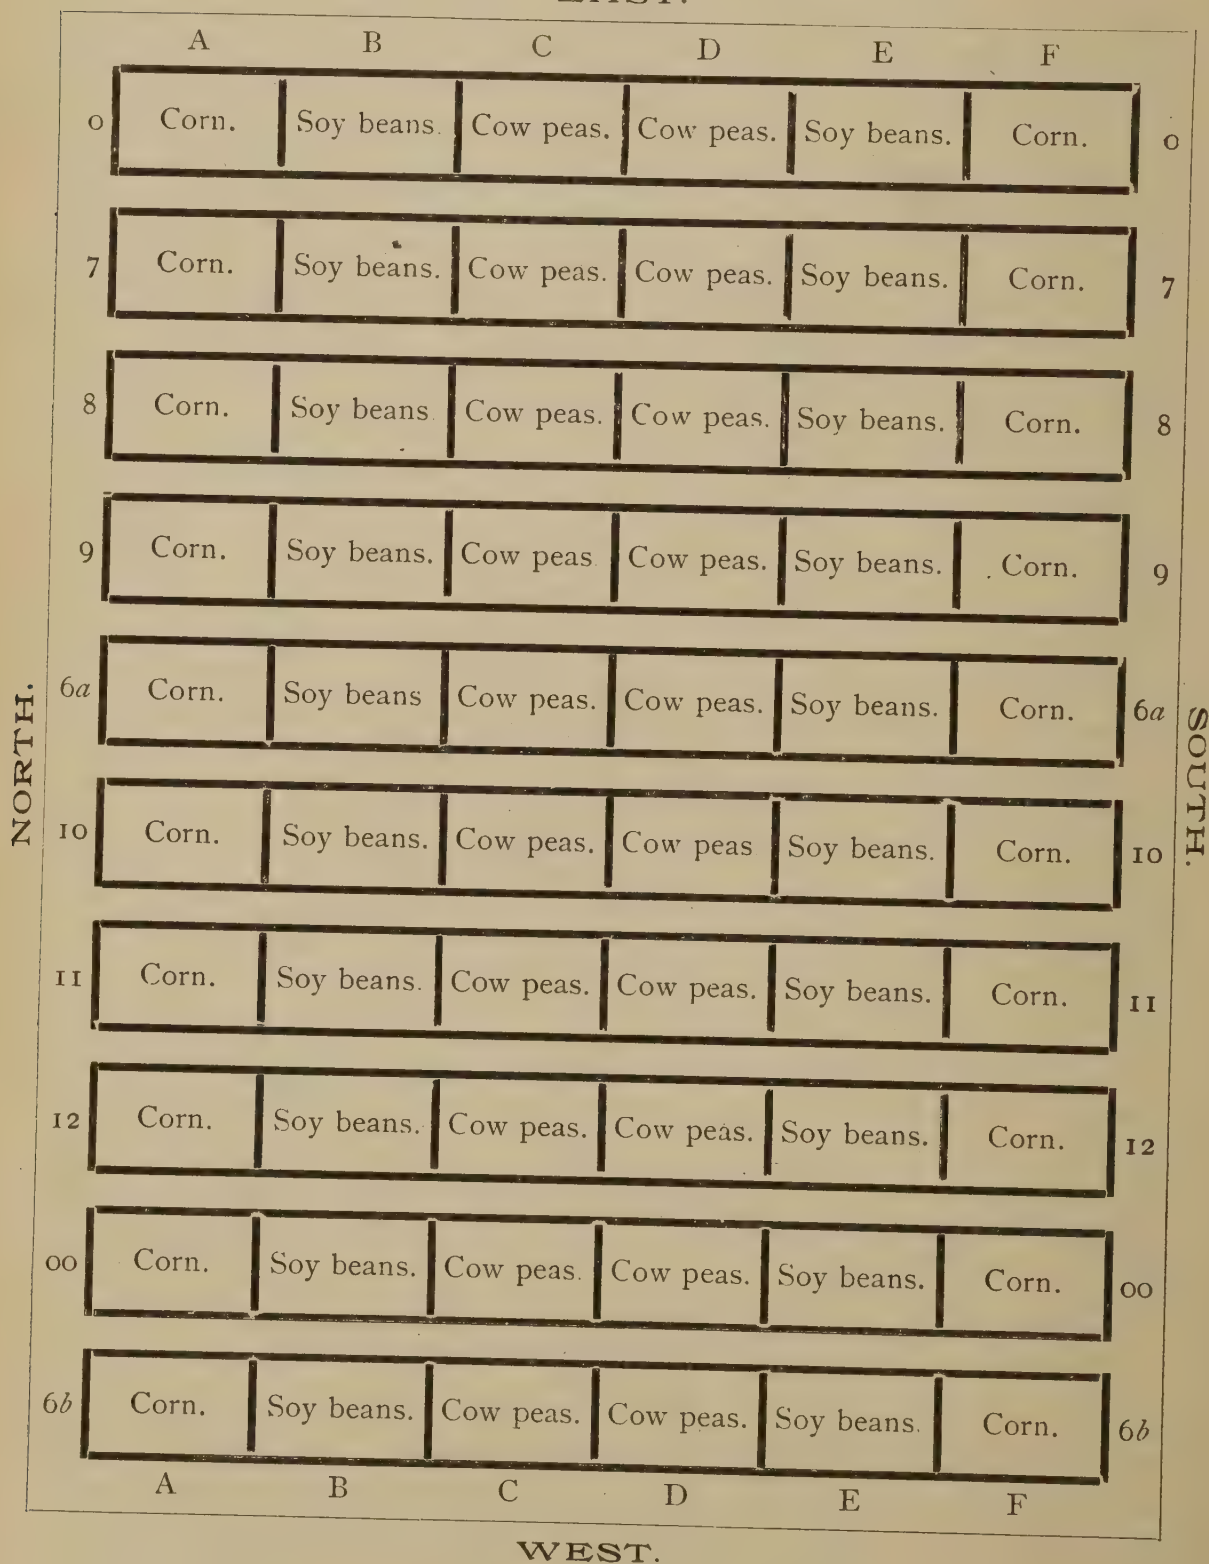 EAST.
A B C D E F
0 Corn. Soy beans. Cow peas. Cow peas. Soy beans. Corn. 0
7 Corn. Soy beans. Cow peas. Cow peas. Soy beans. Corn. 7
8 Corn. Soy beans Cow peas. Cow peas. Soy beans. Corn. 8
9 Corn. Soy beans. Cow peas Cow peas. Soy beans. Corn. 9
NORTH.
6a Corn. Soy beans Cow peas. Cow peas. Soy beans. Corn. 6a
SOUTH.
10 Corn. Soy beans. Cow peas. Cow peas Soy beans. Corn. 10
11 Corn. Soy beans. Cow peas. Cow peas. Soy beans. Corn. 11
12 Corn. Soy beans. Cow peas. Cow peas. Soy beans. Corn. 12
00 Corn. Soy beans. Cow peas. Cow peas. Soy beans. Corn. 00
6b Corn. Soy beans. Cow peas. Cow peas. Soy beans. Corn. 6b
A B C D E F
WEST.